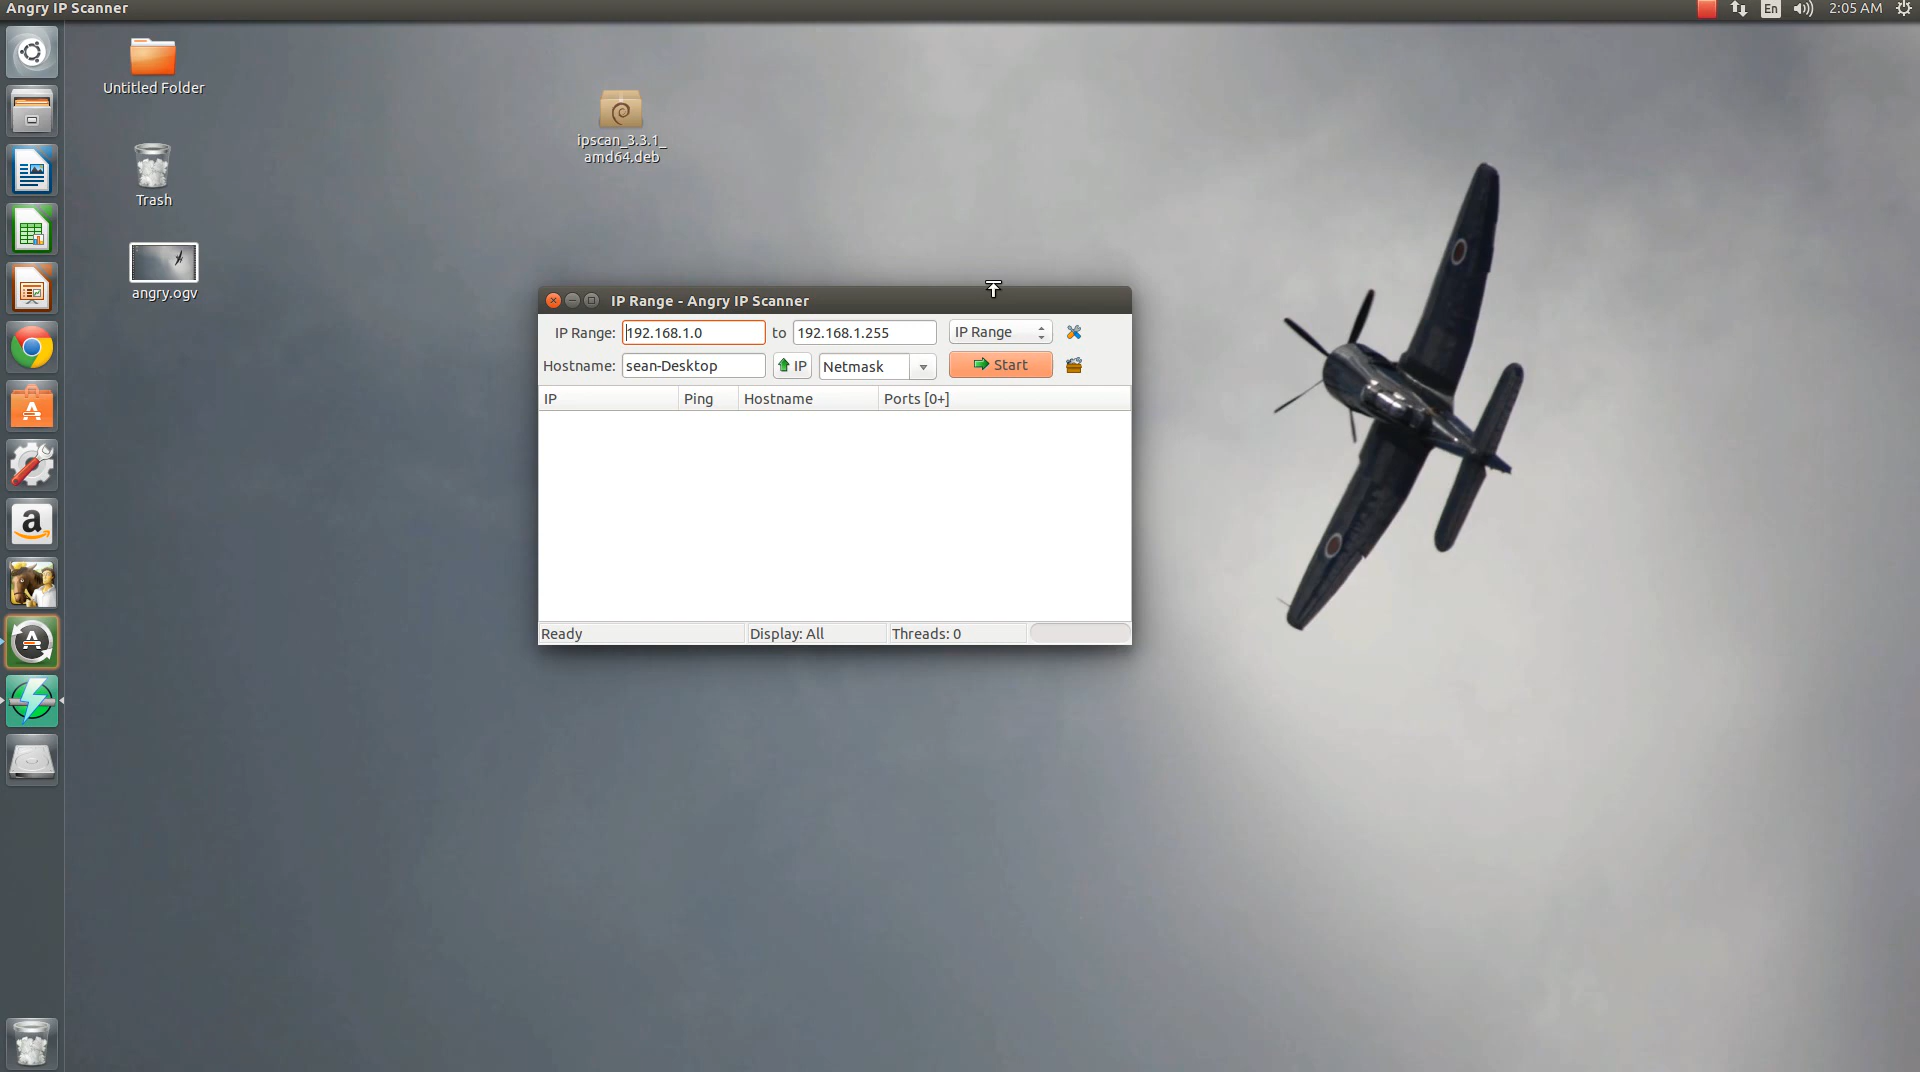 Angry IP Scanner
En
2:05 AM
Untitled Folder
Trash
angry.ogv
ipscan_3.3.1_
amd64.deb
IP Range - Angry IP Scanner
IP Range: 192.168.1.0 to 192.168.1.255 IP Range
Hostname: sean-Desktop IP Netmask Start
IP Ping Hostname Ports [0+]
Ready Display: All Threads: 0
a